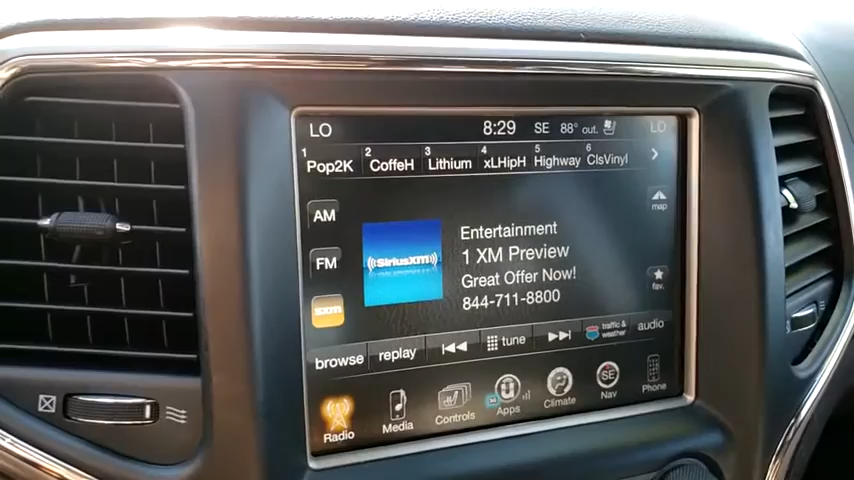 LO 8:29 SE 88° out. LO
1 Pop2K 2 CoffeH 3 Lithium 4 xLHipH 5 Highway 6 ClsVinyl
AM
map
FM
((SiriusXM))
Entertainment
1 XM Preview
Great Offer Now!
844-711-8800
sxm
fav.
browse replay tune traffic & weather audio
Radio Media Controls Apps Climate SE Nav Phone